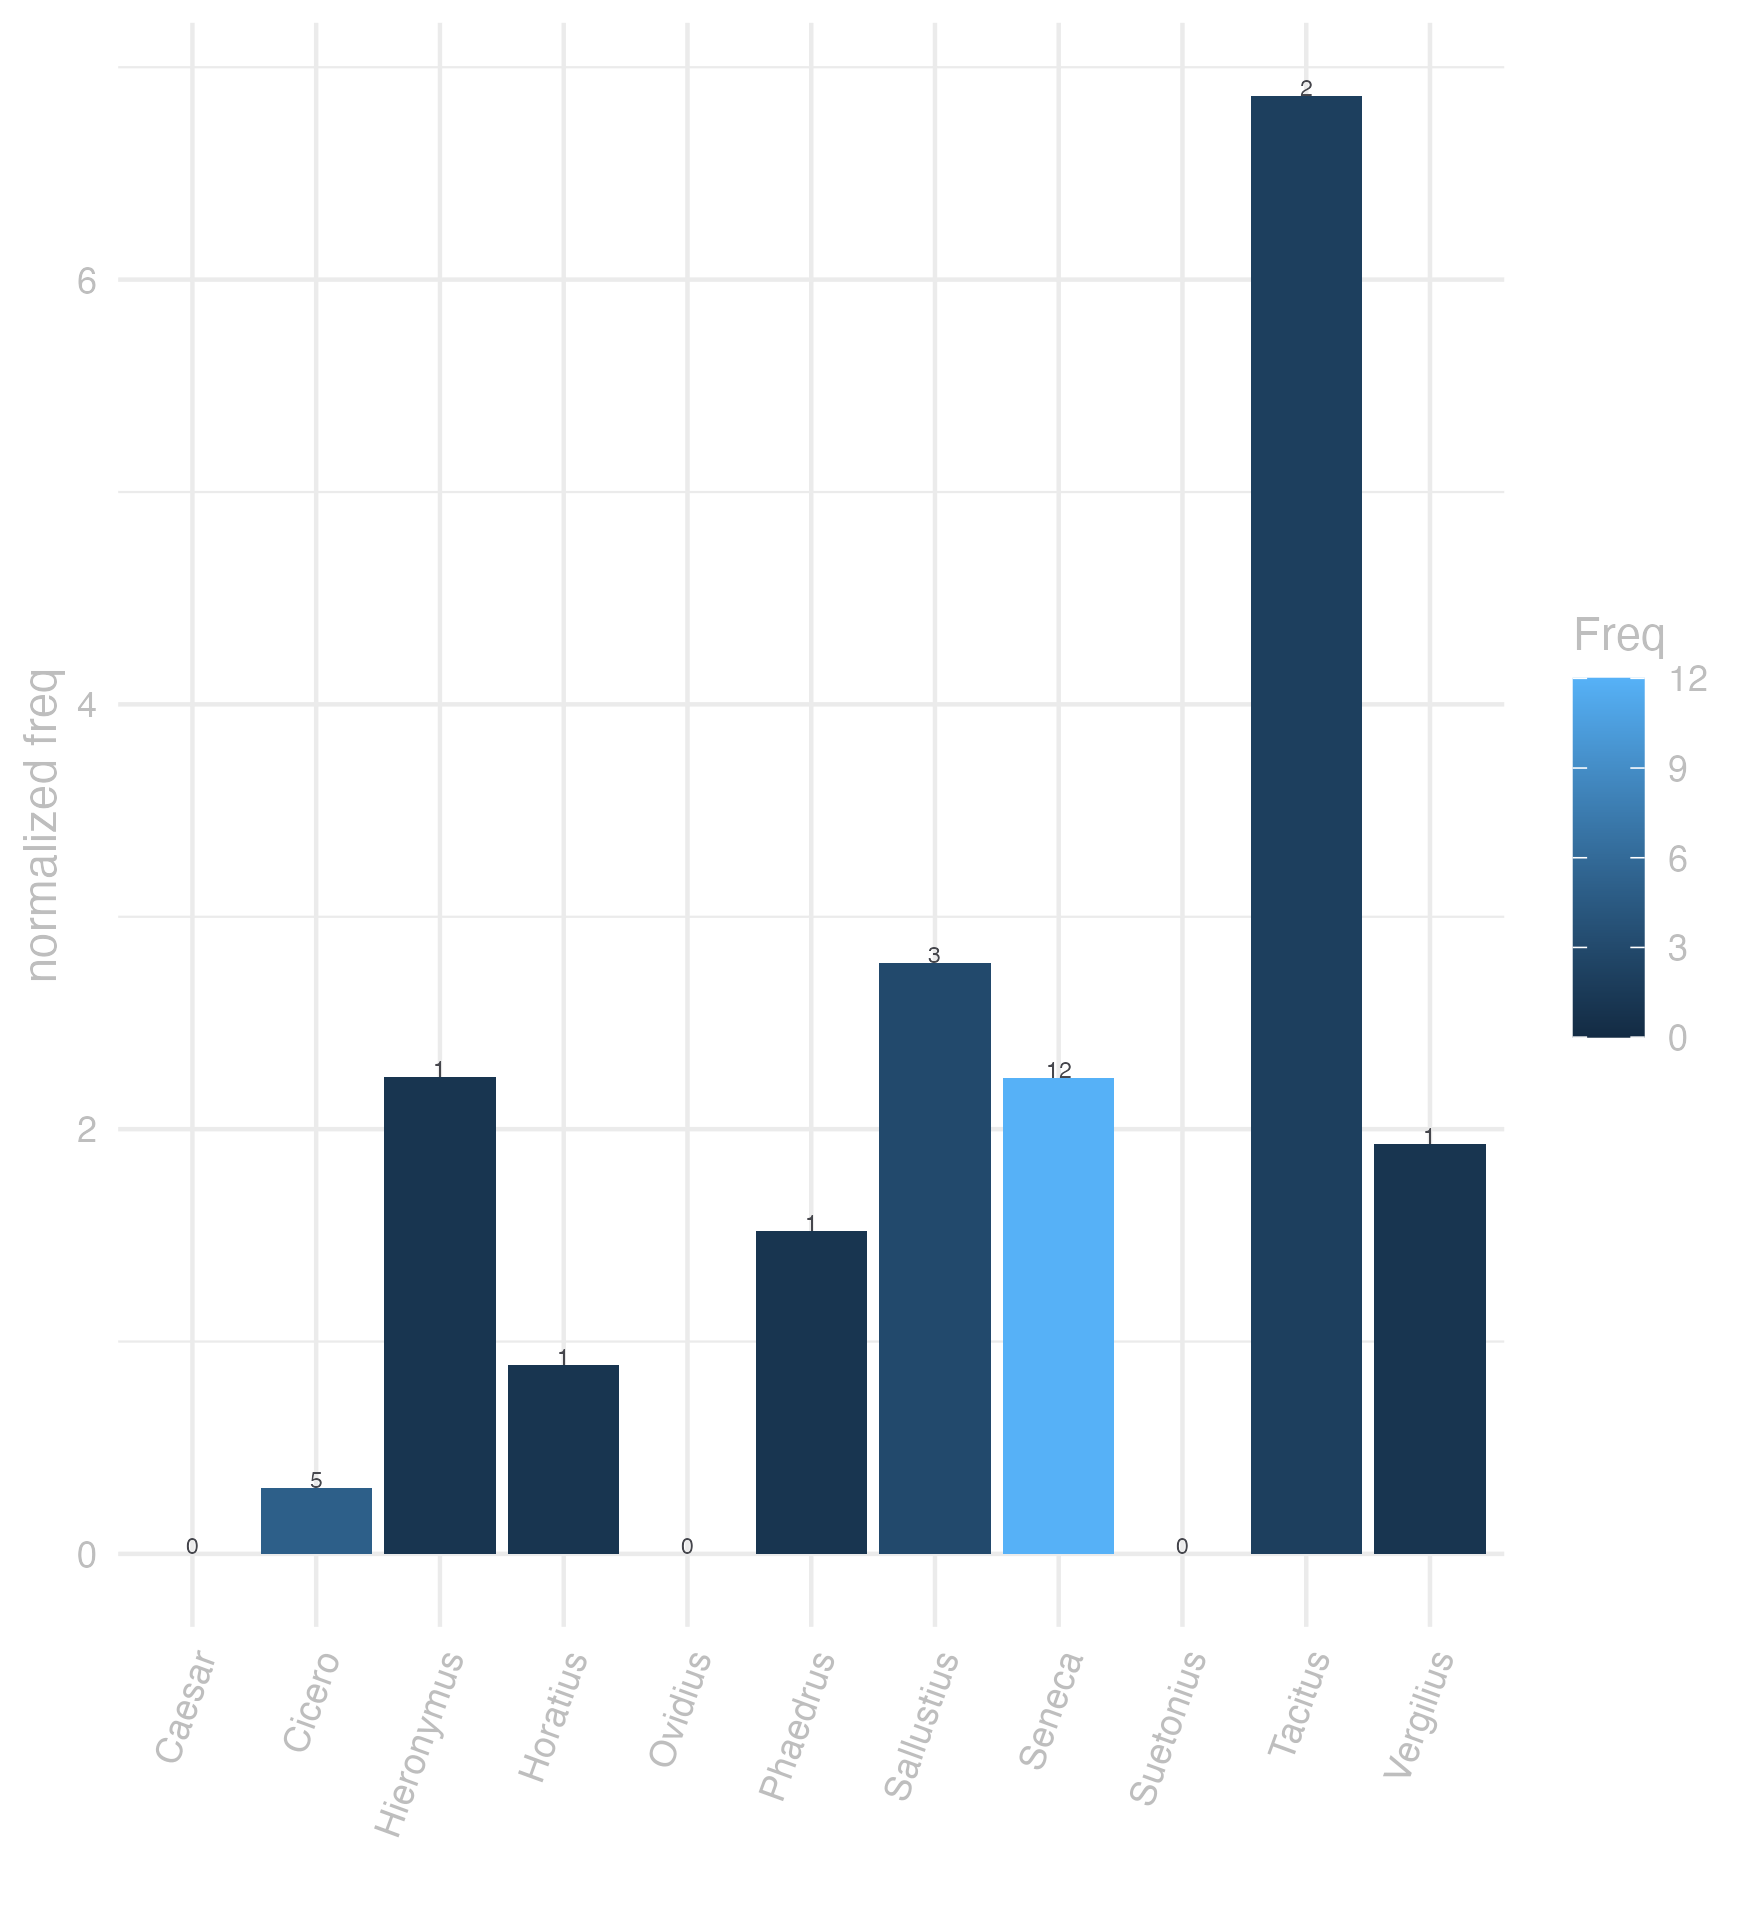 normalized freq
6
4
2
0
0
5
1
1
0
1
3
12
0
2
1
Caesar
Cicero
Hieronymus
Horatius
Ovidius
Phaedrus
Sallustius
Seneca
Suetonius
Tacitus
Vergilius
Freq
12
9
6
3
0